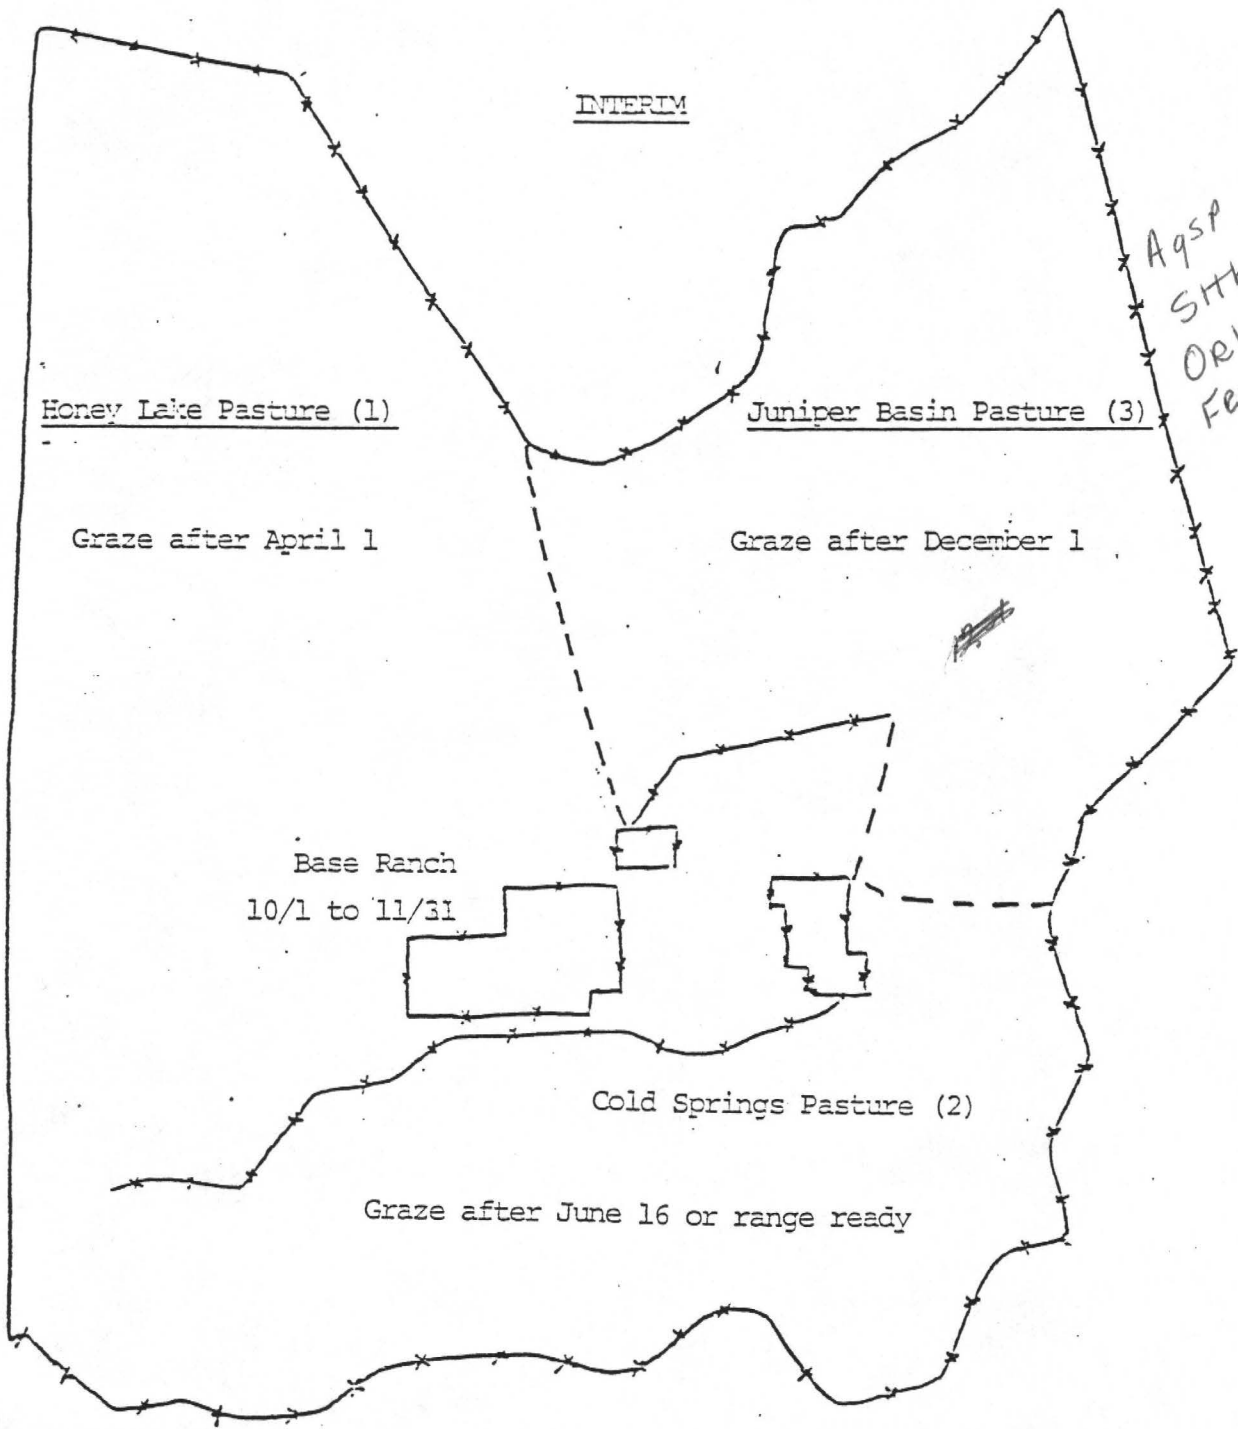 INTERIM
Agsp
Honey Lake Pasture (1)
Juniper Basin Pasture (3)
Graze after April 1
Graze after December 1
Base Ranch
10/1 to 11/31
Cold Springs Pasture (2)
Graze after June 16 or range ready